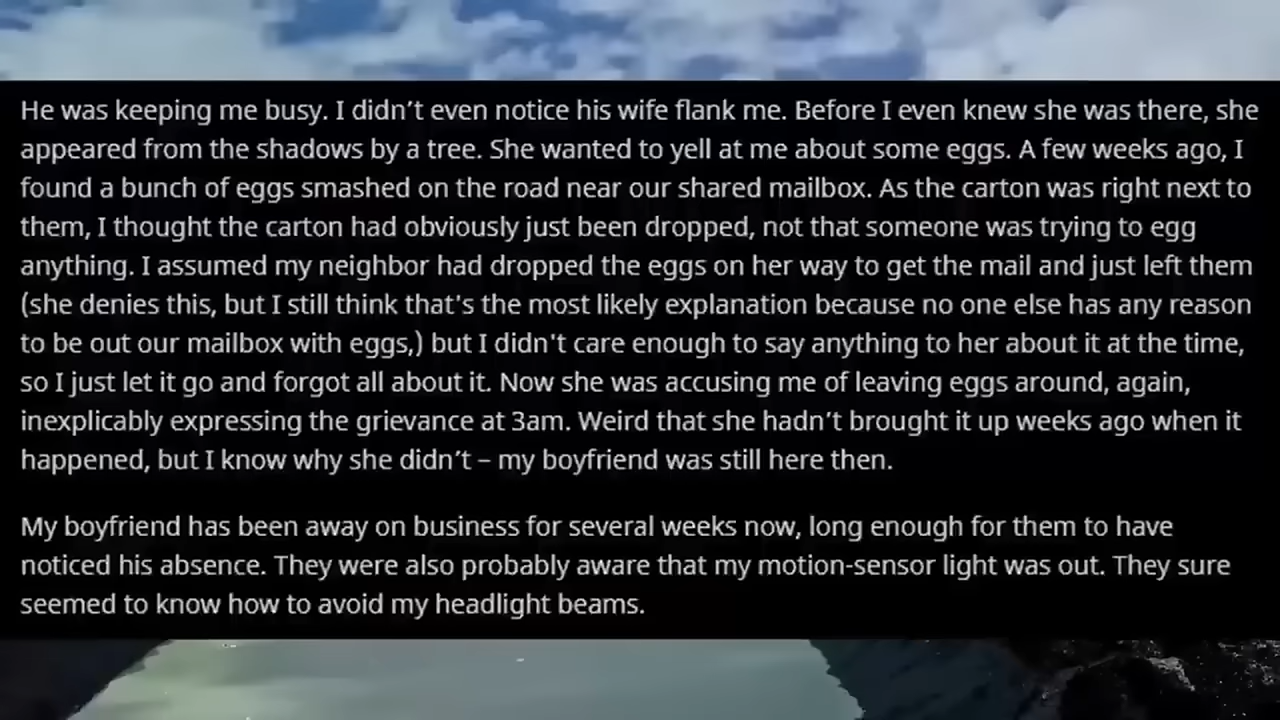 He was keeping me busy. I didn’t even notice his wife flank me. Before I even knew she was there, she
appeared from the shadows by a tree. She wanted to yell at me about some eggs. A few weeks ago, I
found a bunch of eggs smashed on the road near our shared mailbox. As the carton was right next to
them, I thought the carton had obviously just been dropped, not that someone was trying to egg
anything. I assumed my neighbor had dropped the eggs on her way to get the mail and just left them
(she denies this, but I still think that's the most likely explanation because no one else has any reason
to be out our mailbox with eggs,) but I didn't care enough to say anything to her about it at the time,
so I just let it go and forgot all about it. Now she was accusing me of leaving eggs around, again,
inexplicably expressing the grievance at 3am. Weird that she hadn’t brought it up weeks ago when it
happened, but I know why she didn’t – my boyfriend was still here then.
My boyfriend has been away on business for several weeks now, long enough for them to have
noticed his absence. They were also probably aware that my motion-sensor light was out. They sure
seemed to know how to avoid my headlight beams.